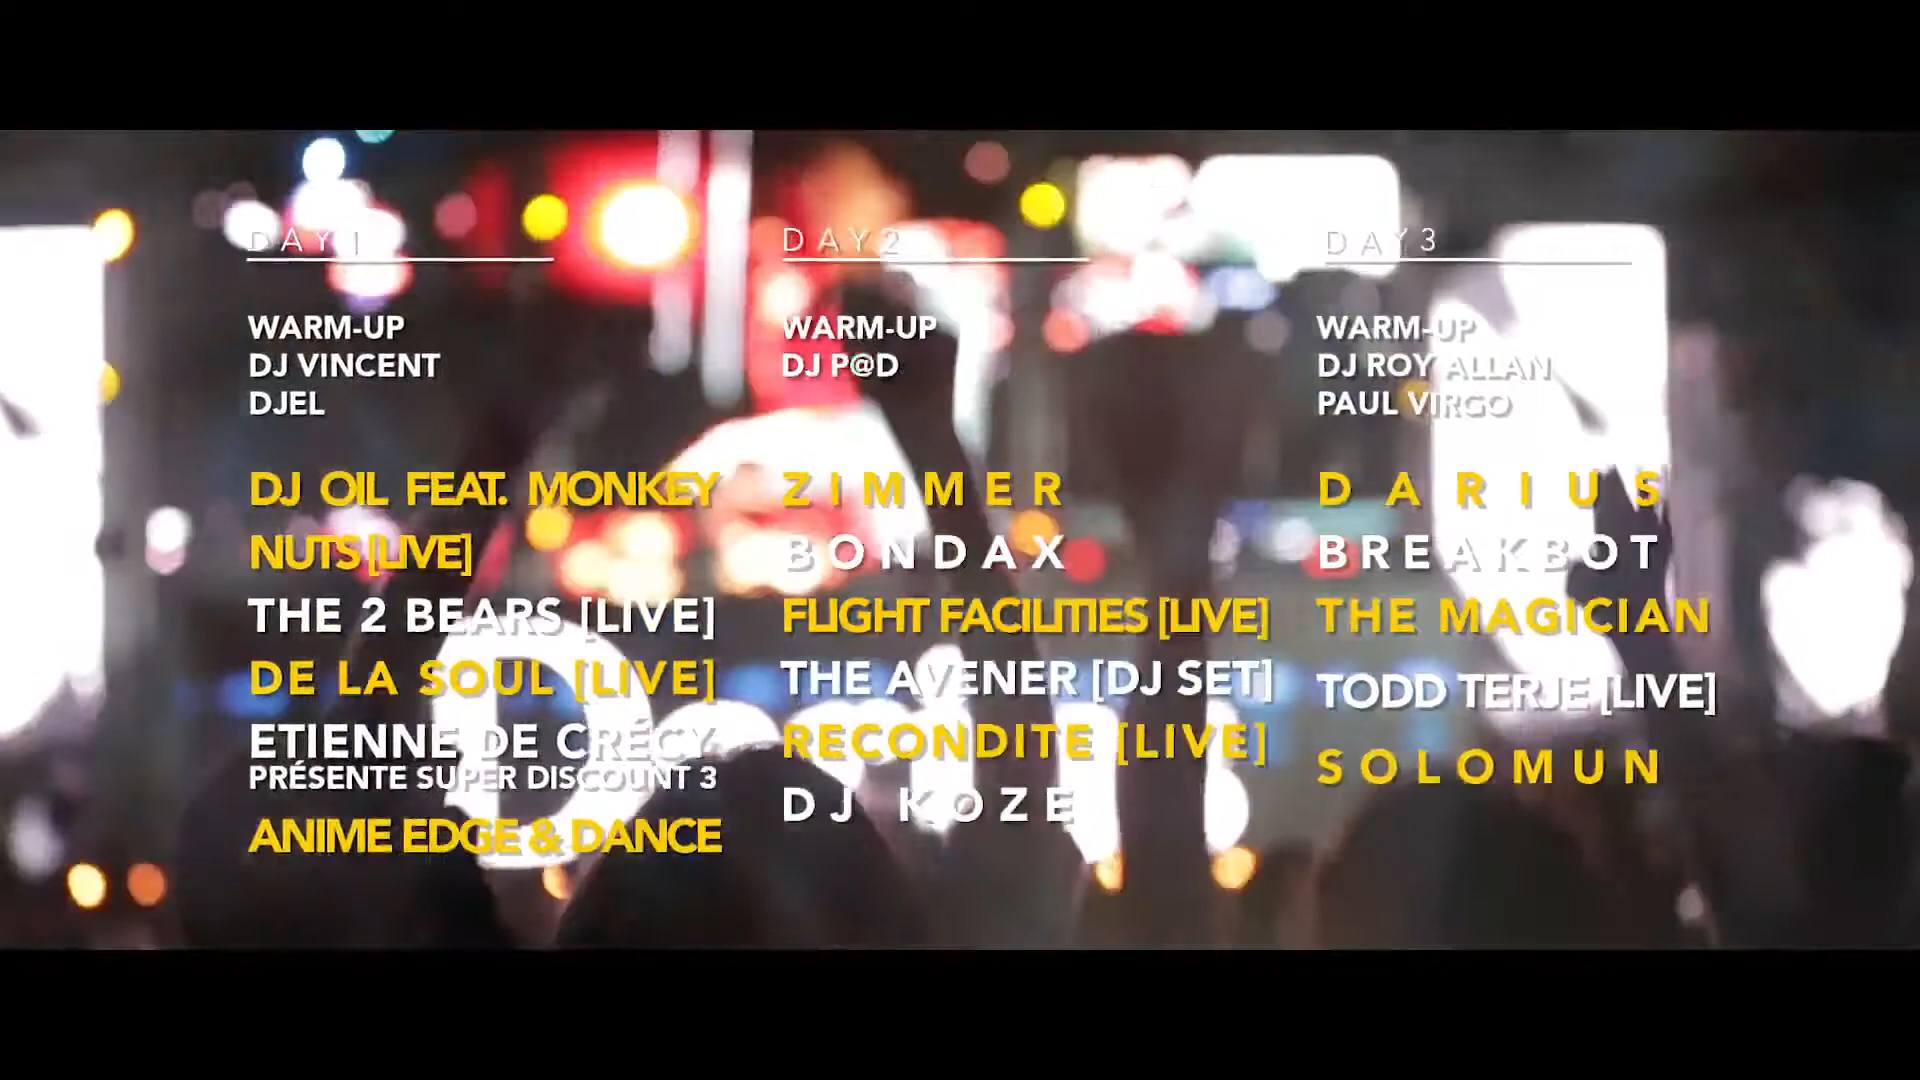 DAY 1
WARM-UP
DJ VINCENT
DJEL
DJ OIL FEAT. MONKEY
NUTS [LIVE]
THE 2 BEARS [LIVE]
DE LA SOUL [LIVE]
ETIENNE DE CRÉCY
PRÉSENTE SUPER DISCOUNT 3
ANIME EDGE & DANCE
DAY 2
WARM-UP
DJ P@D
ZIMMER
BONDAX
FLIGHT FACILITIES [LIVE]
THE AVENER [DJ SET]
RECONDITE [LIVE]
DJ KOZE
DAY 3
WARM-UP
DJ ROY ALLAN
PAUL VIRGO
DARIUS
BREAKBOT
THE MAGICIAN
TODD TERJE [LIVE]
SOLOMUN